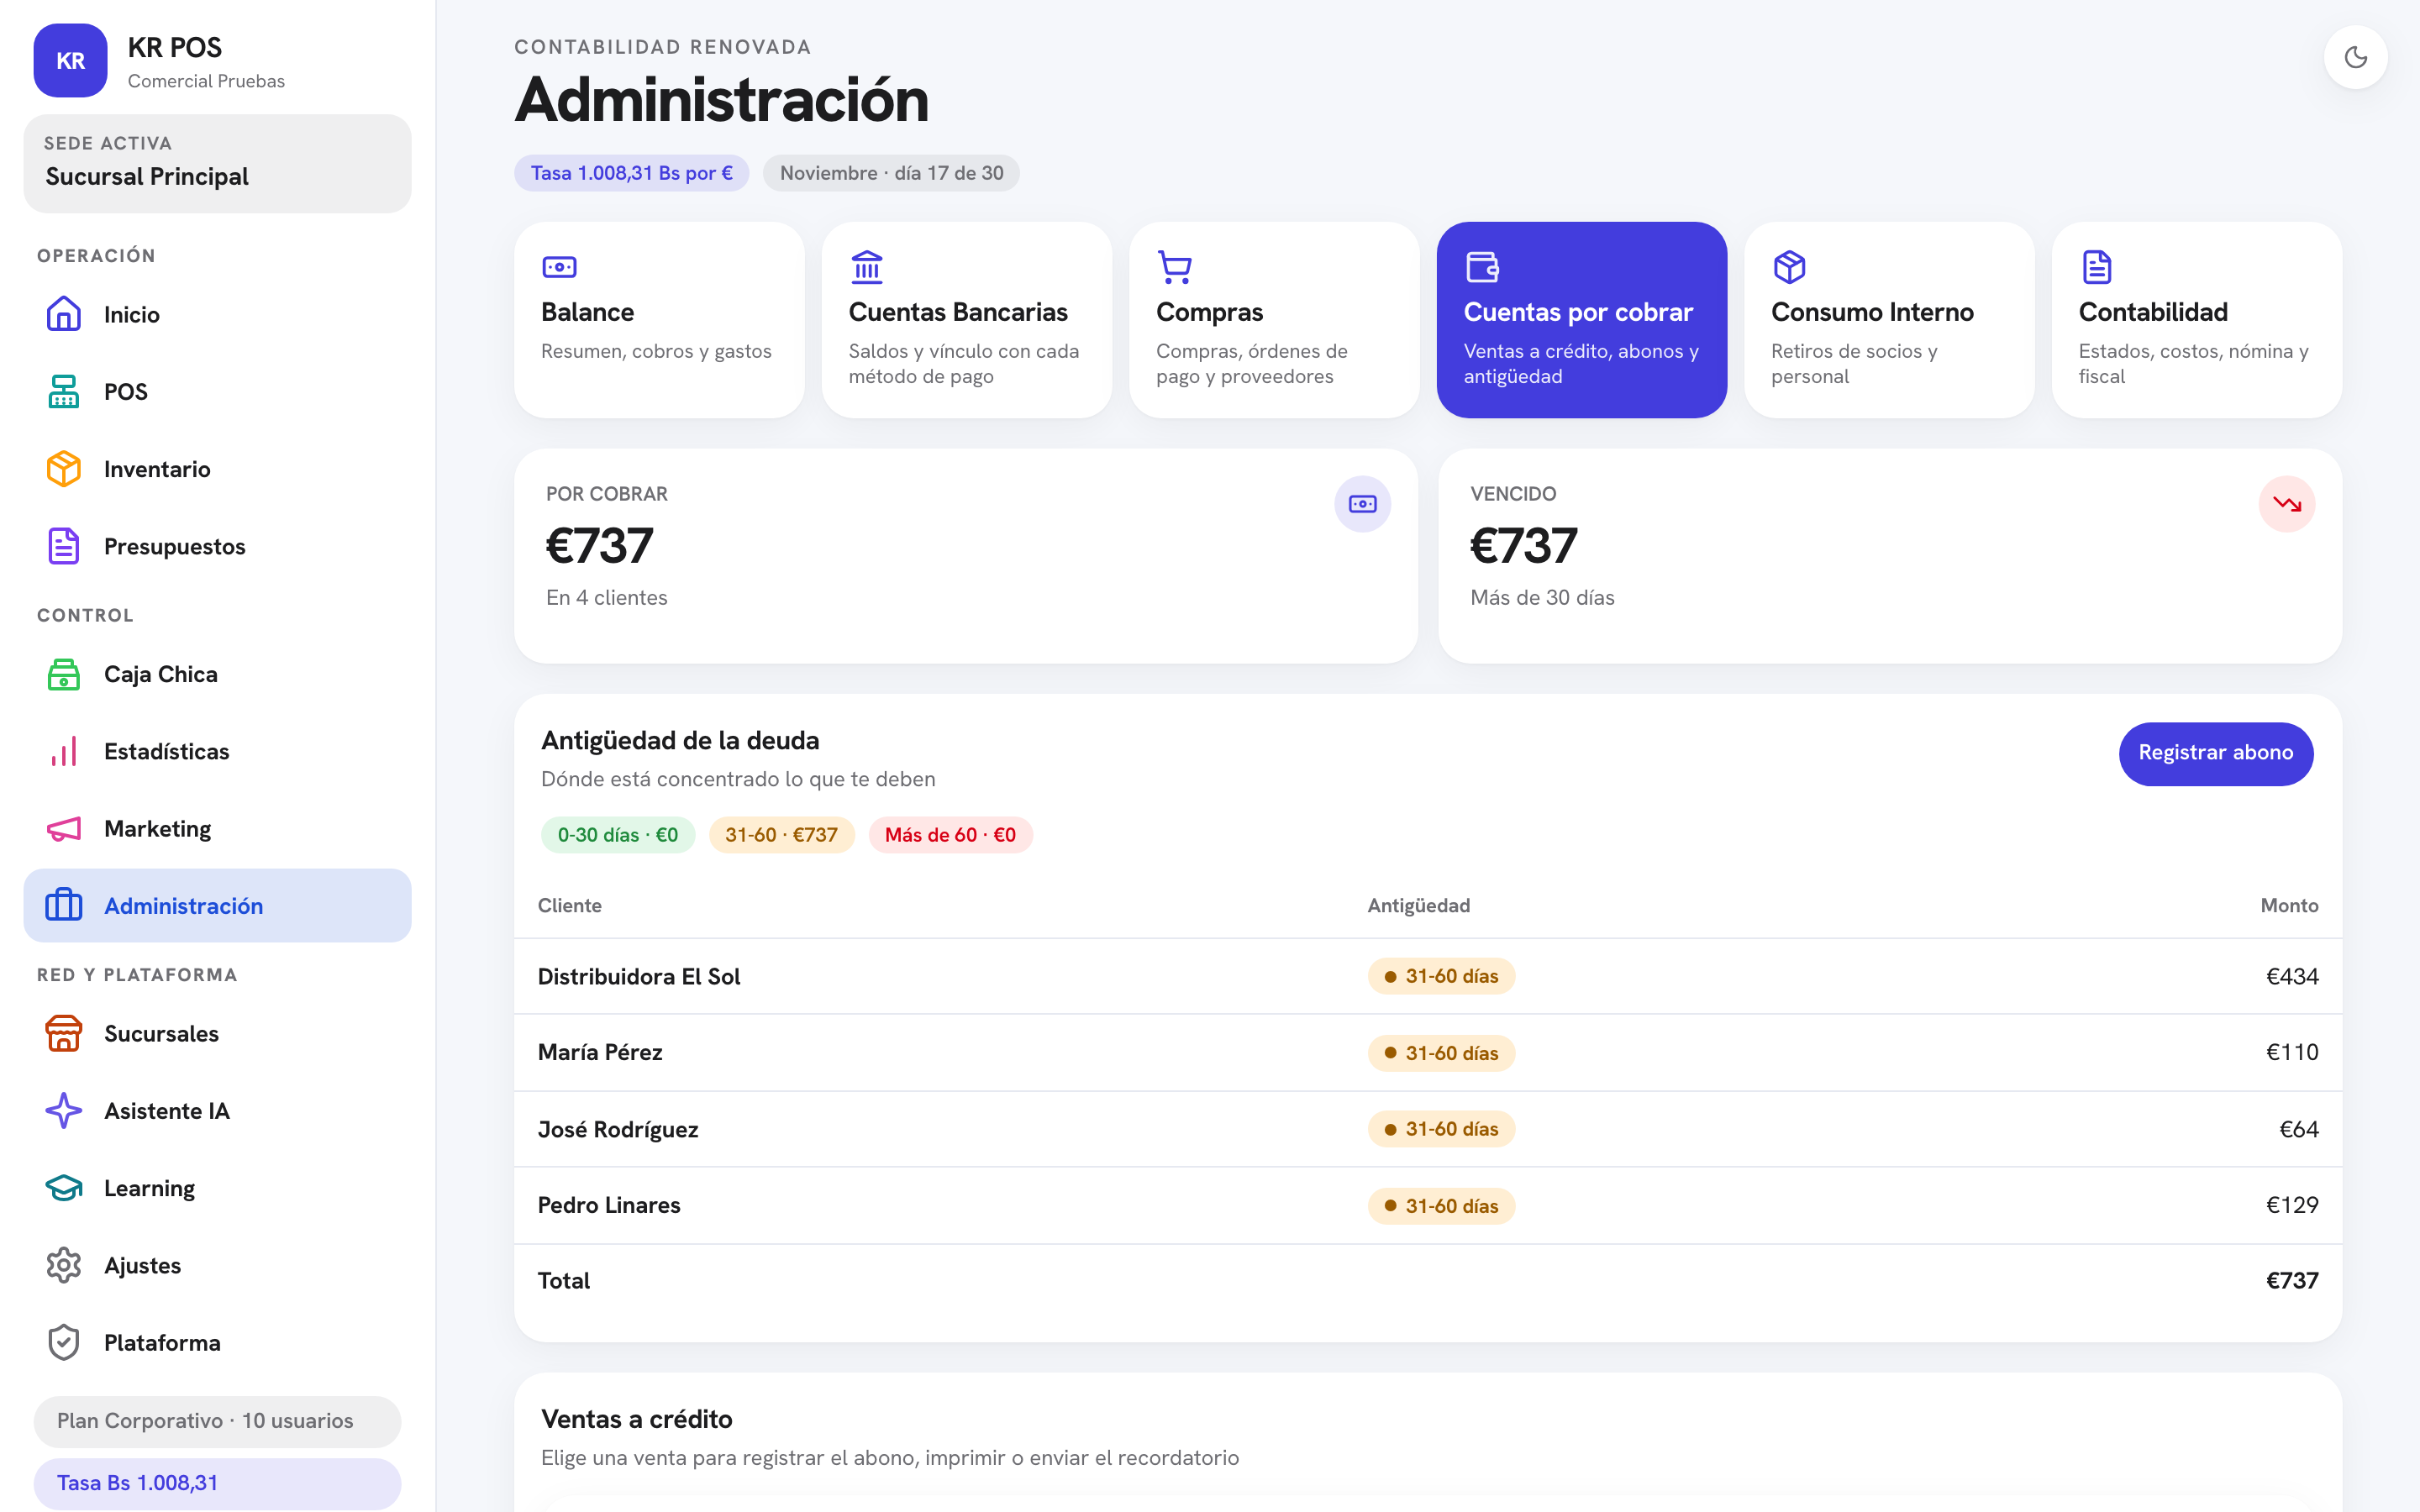 KR
KR POS
Comercial Pruebas
SEDE ACTIVA
Sucursal Principal
OPERACIÓN
Inicio
POS
Inventario
Presupuestos
CONTROL
Caja Chica
Estadísticas
Marketing
Administración
RED Y PLATAFORMA
Sucursales
Asistente IA
Learning
Ajustes
Plataforma
Plan Corporativo · 10 usuarios
Tasa Bs 1.008,31
CONTABILIDAD RENOVADA
Administración
Tasa 1.008,31 Bs por €
Noviembre · día 17 de 30
Balance
Resumen, cobros y gastos
Cuentas Bancarias
Saldos y vínculo con cada
método de pago
Compras
Compras, órdenes de
pago y proveedores
Cuentas por cobrar
Ventas a crédito, abonos y
antigüedad
Consumo Interno
Retiros de socios y
personal
Contabilidad
Estados, costos, nómina y
fiscal
POR COBRAR
€737
En 4 clientes
VENCIDO
€737
Más de 30 días
Antigüedad de la deuda
Dónde está concentrado lo que te deben
Registrar abono
0-30 días · €0
31-60 · €737
Más de 60 · €0
Cliente Antigüedad Monto
Distribuidora El Sol 31-60 días €434
María Pérez 31-60 días €110
José Rodríguez 31-60 días €64
Pedro Linares 31-60 días €129
Total €737
Ventas a crédito
Elige una venta para registrar el abono, imprimir o enviar el recordatorio